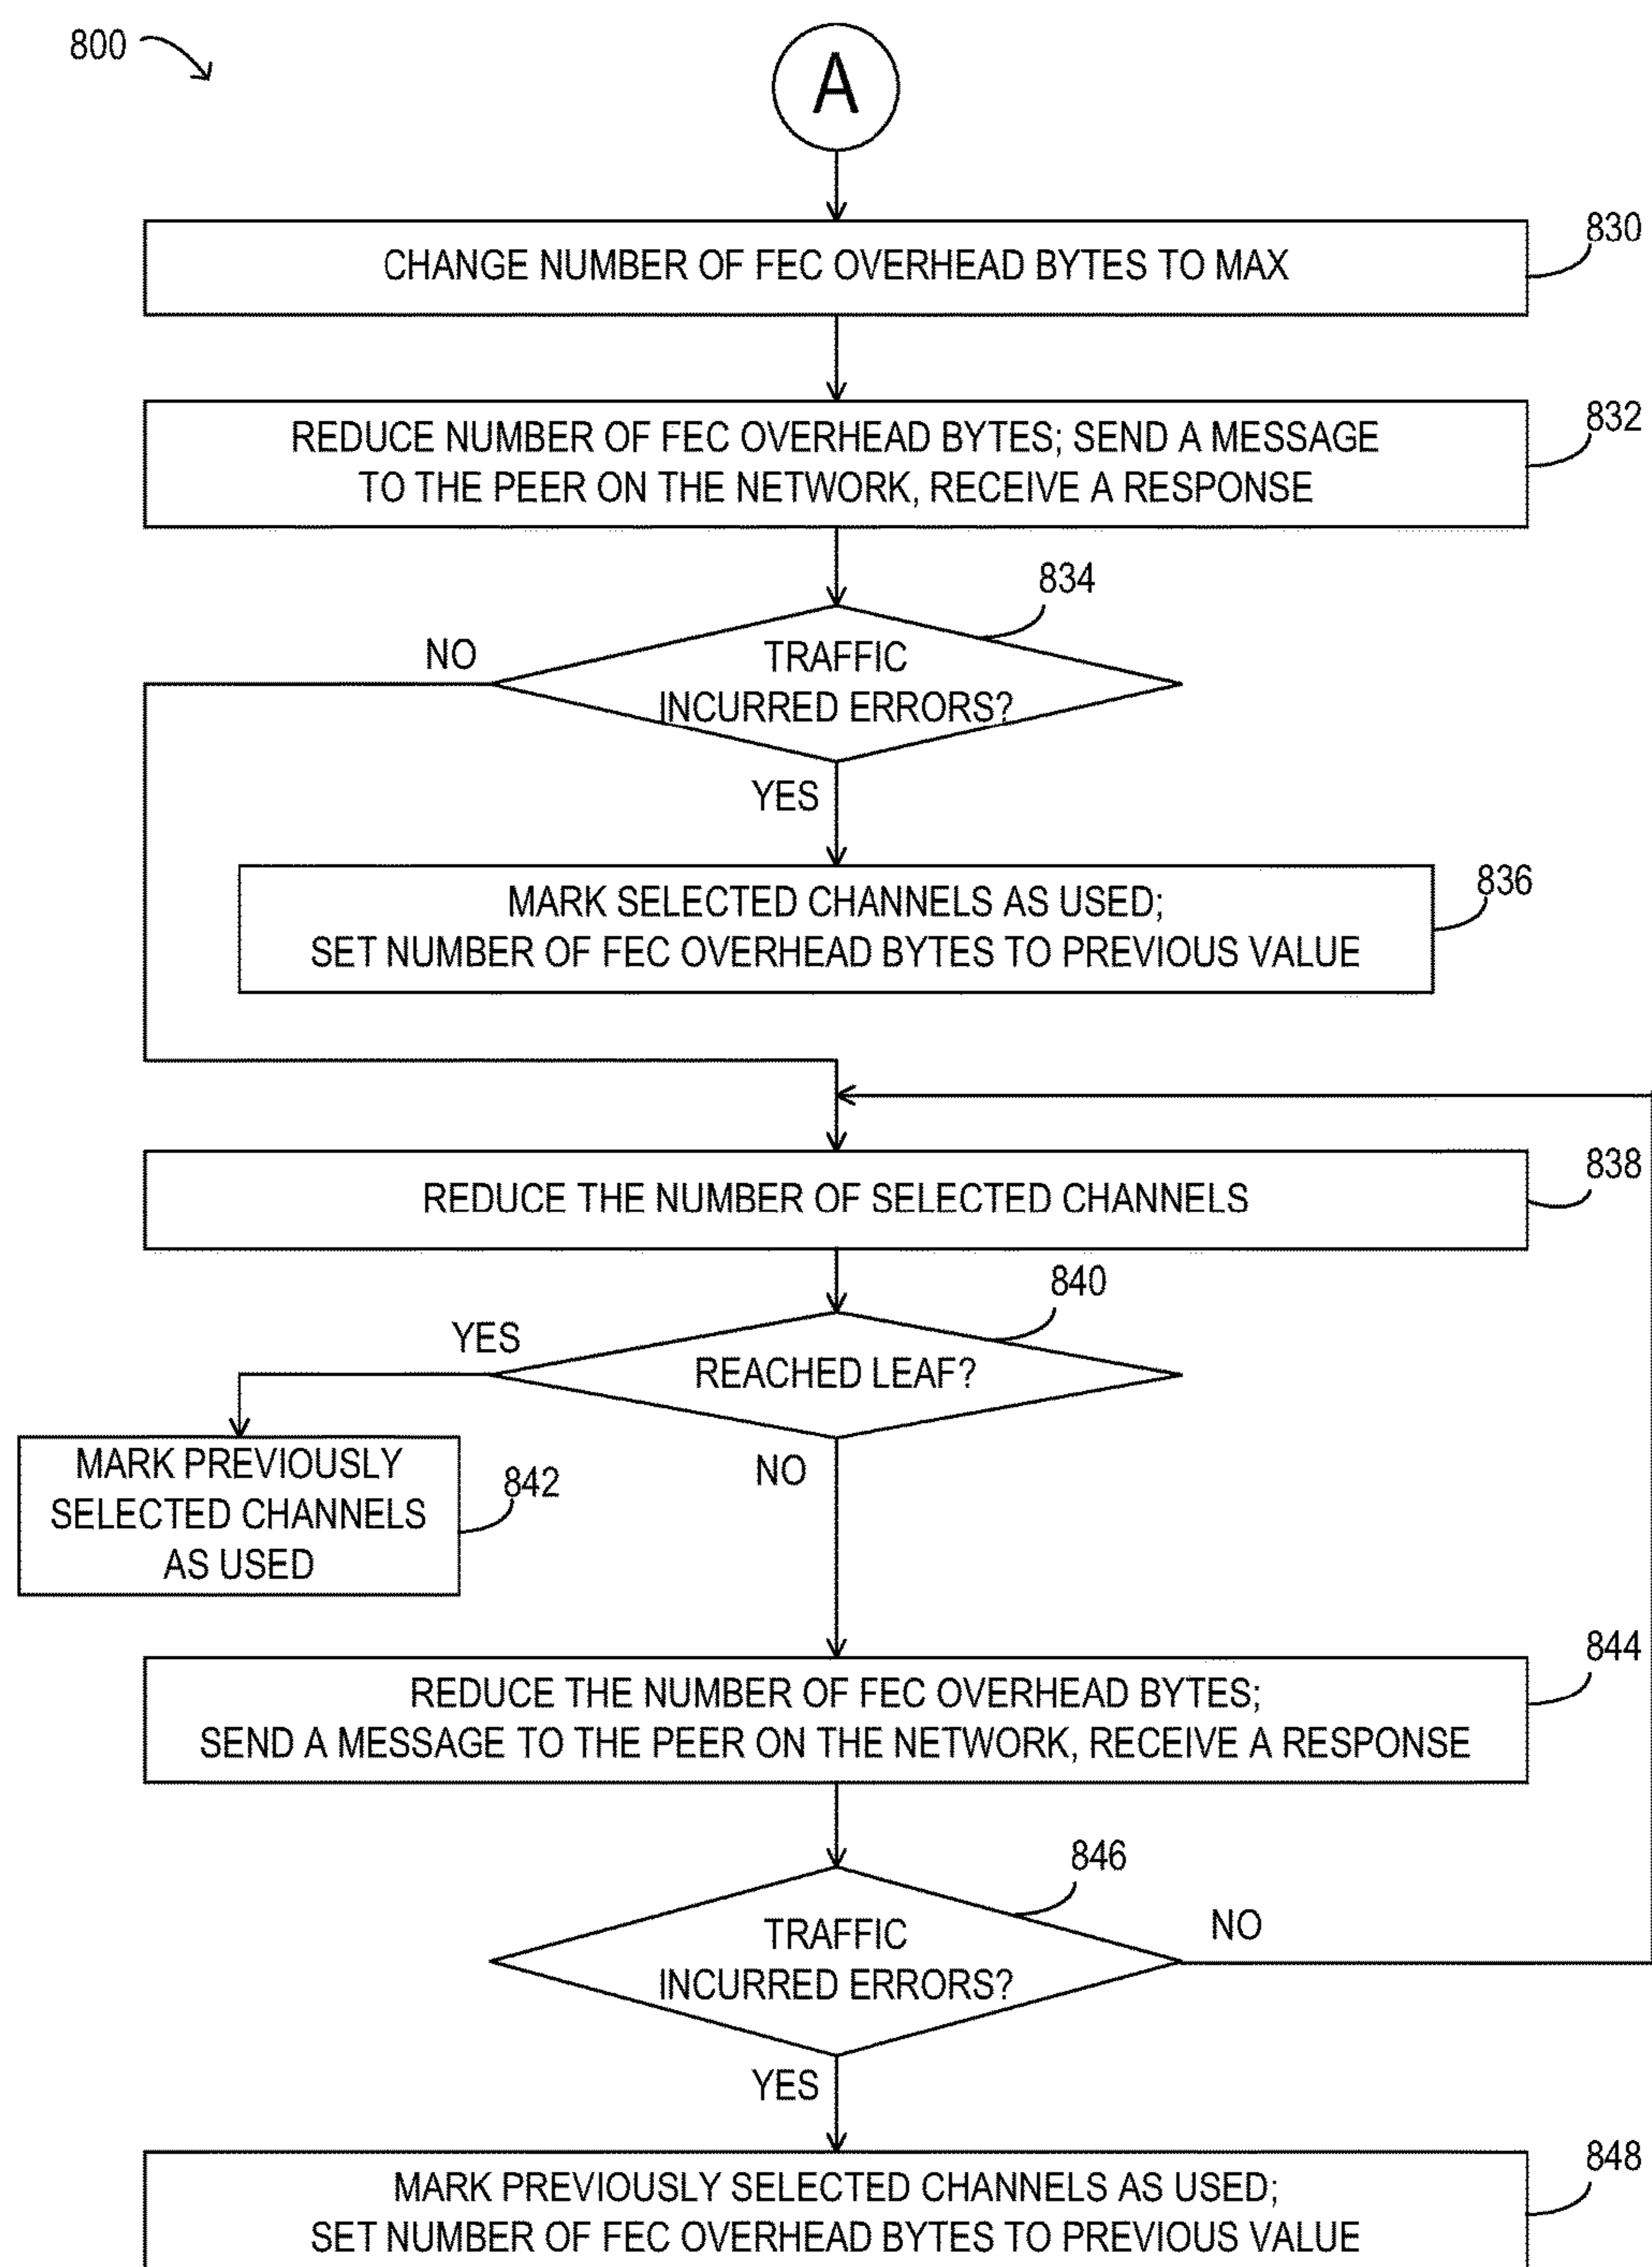 800
A
CHANGE NUMBER OF FEC OVERHEAD BYTES TO MAX
830
REDUCE NUMBER OF FEC OVERHEAD BYTES; SEND A MESSAGE
TO THE PEER ON THE NETWORK, RECEIVE A RESPONSE
832
834
NO
TRAFFIC
INCURRED ERRORS?
YES
MARK SELECTED CHANNELS AS USED;
SET NUMBER OF FEC OVERHEAD BYTES TO PREVIOUS VALUE
836
REDUCE THE NUMBER OF SELECTED CHANNELS
838
840
YES
REACHED LEAF?
NO
MARK PREVIOUSLY
SELECTED CHANNELS
AS USED
842
REDUCE THE NUMBER OF FEC OVERHEAD BYTES;
SEND A MESSAGE TO THE PEER ON THE NETWORK, RECEIVE A RESPONSE
844
846
TRAFFIC
INCURRED ERRORS?
NO
YES
MARK PREVIOUSLY SELECTED CHANNELS AS USED;
SET NUMBER OF FEC OVERHEAD BYTES TO PREVIOUS VALUE
848